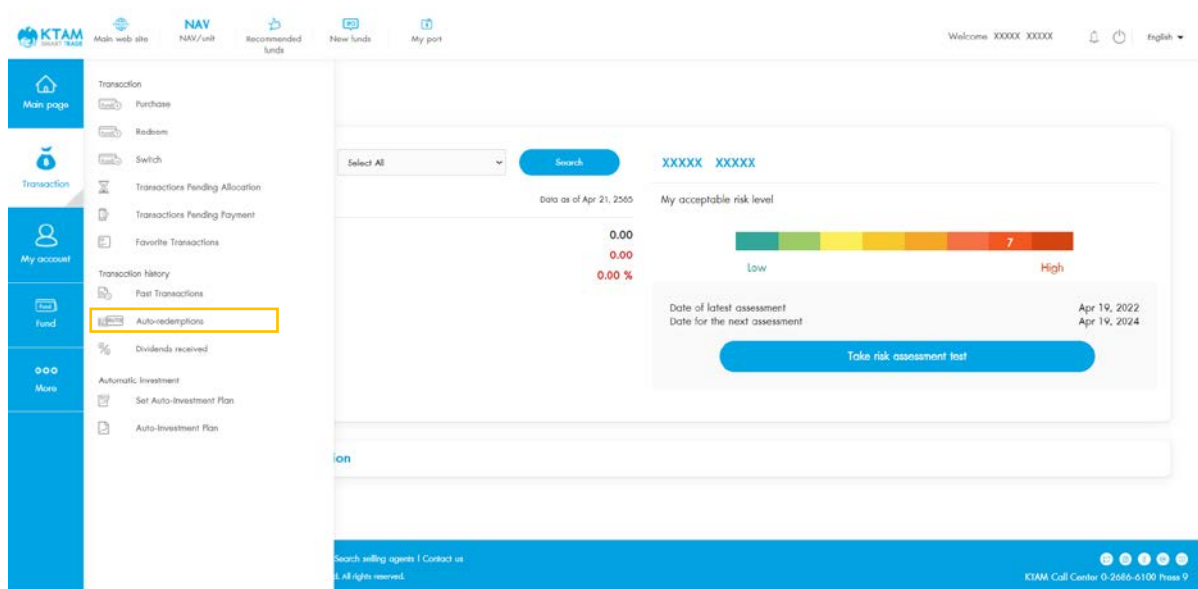 KTAM
SMART TRADE
Main web site
NAV
NAV/unit
Recommended
funds
New funds
My port
Welcome XXXXX XXXXX
English
Main page
Transaction
My account
Fund
Fund
More
Transaction
Purchase
Redeem
Switch
Transactions Pending Allocation
Transactions Pending Payment
Favorite Transactions
Transaction history
Past Transactions
Auto-redemptions
Dividends received
Automatic Investment
Set Auto-Investment Plan
Auto-Investment Plan
Select All
Search
Data as of Apr 21, 2565
0.00
0.00
0.00 %
ion
XXXXX XXXXX
My acceptable risk level
7
Low High
Date of latest assessment Apr 19, 2022
Date for the next assessment Apr 19, 2024
Take risk assessment test
Search selling agents | Contact us
d. All rights reserved.
KTAM Call Center 0-2686-6100 Press 9